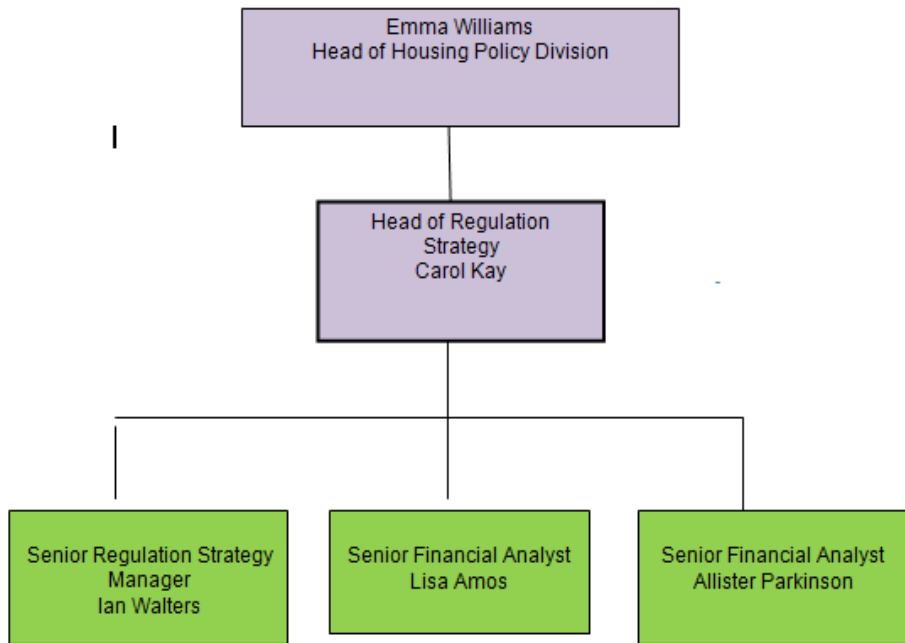 Emma Williams
Head of Housing Policy Division
Head of Regulation
Strategy
Carol Kay
Senior Regulation Strategy
Manager
Ian Walters
Senior Financial Analyst
Lisa Amos
Senior Financial Analyst
Allister Parkinson